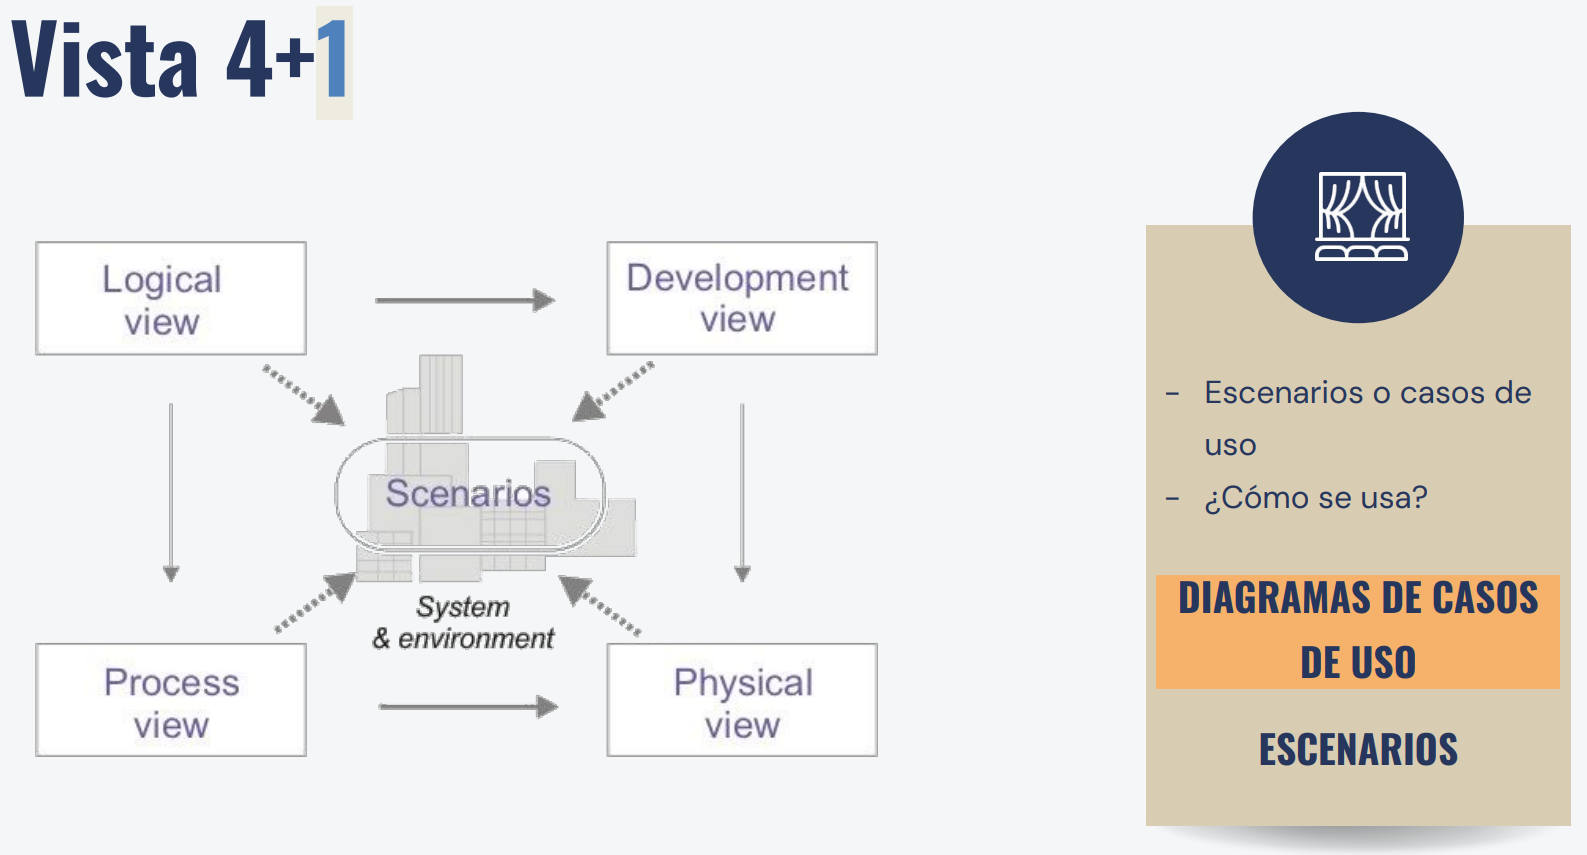 Vista 4+1
Logical
view
Development
view
Scenarios
System
& environment
Process
view
Physical
view
- Escenarios o casos de
uso
- ¿Cómo se usa?
DIAGRAMAS DE CASOS
DE USO
ESCENARIOS